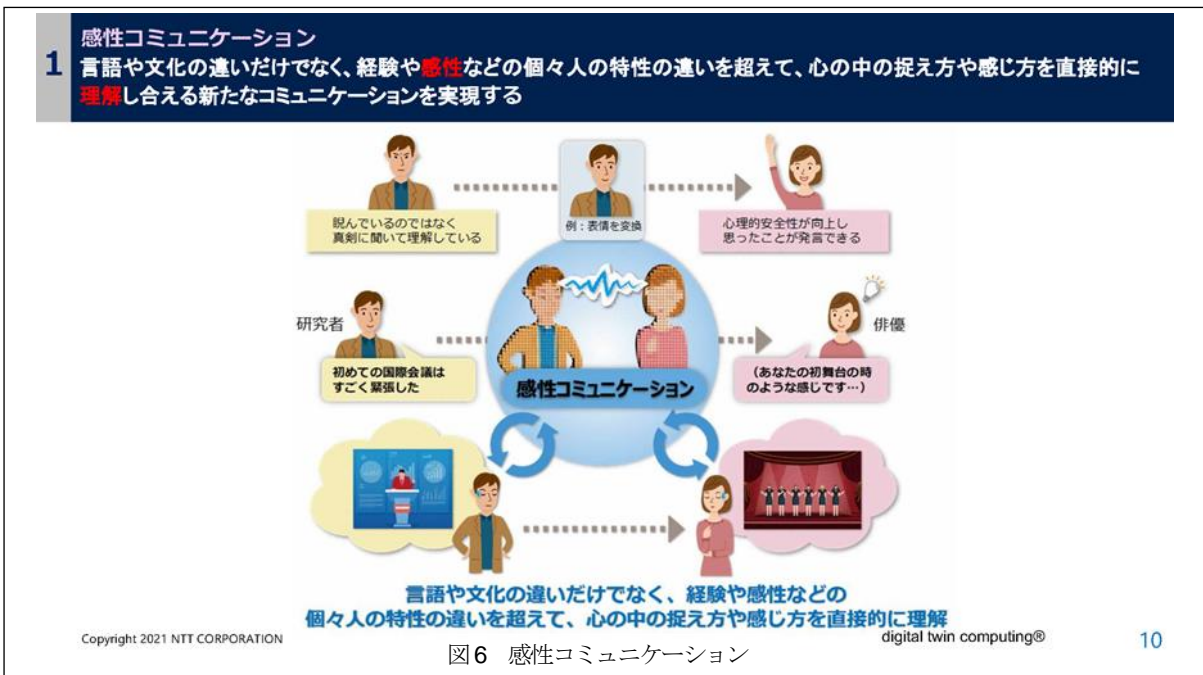 1
感性コミュニケーション
言語や文化の違いだけでなく、経験や感性などの個々人の特性の違いを超えて、心の中の捉え方や感じ方を直接的に
理解し合える新たなコミュニケーションを実現する
睨んでいるのではなく
真剣に聞いて理解している
例：表情を変換
心理的安全性が向上し
思ったことが発言できる
研究者
俳優
初めての国際会議は
すごく緊張した
感性コミュニケーション
(あなたの初舞台の時
のような感じです…)
言語や文化の違いだけでなく、経験や感性などの
個々人の特性の違いを超えて、心の中の捉え方や感じ方を直接的に理解
Copyright 2021 NTT CORPORATION
digital twin computing®
10
図6 感性コミュニケーション